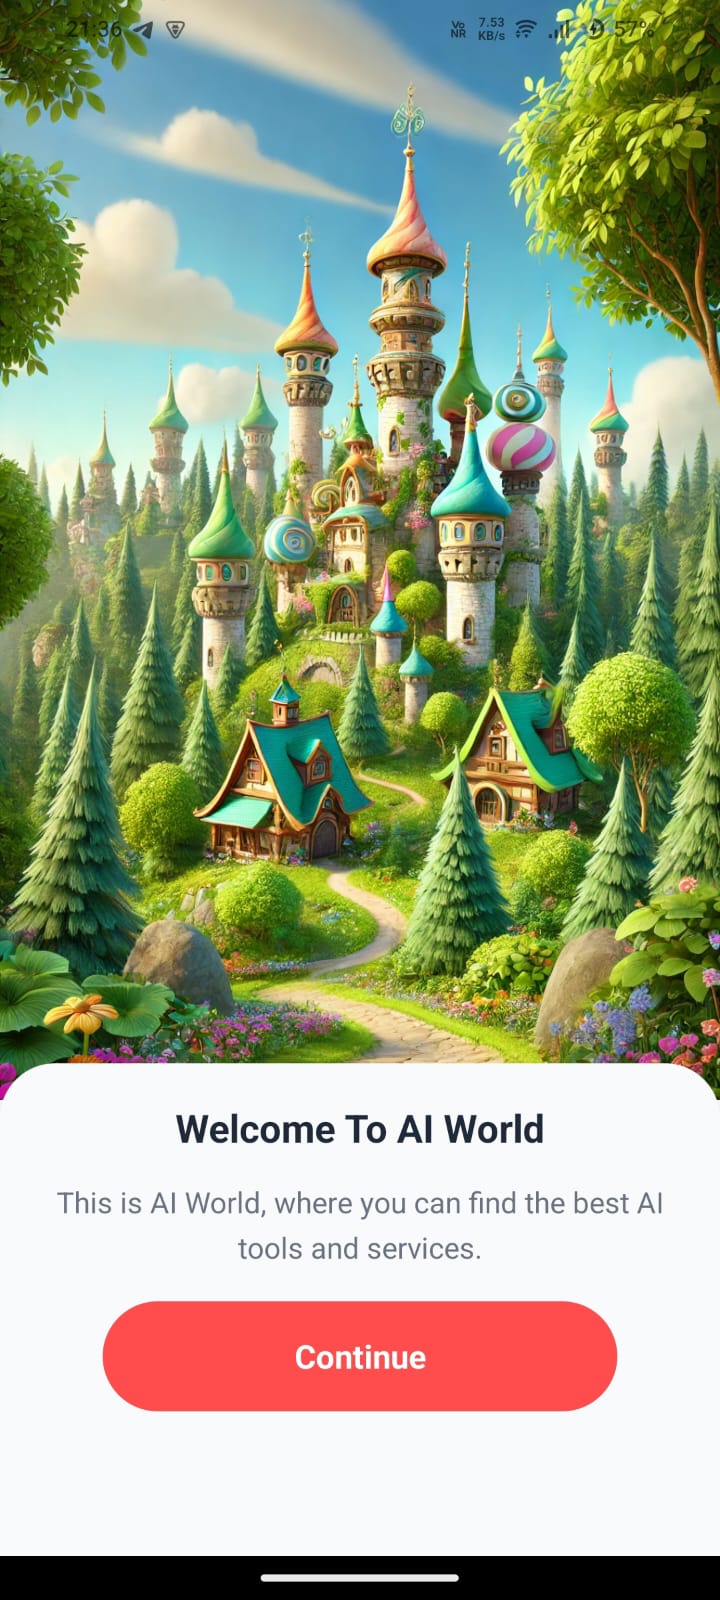 21:36 Vo NR 7.53 KB/s 57%
Welcome To AI World
This is AI World, where you can find the best AI
tools and services.
Continue